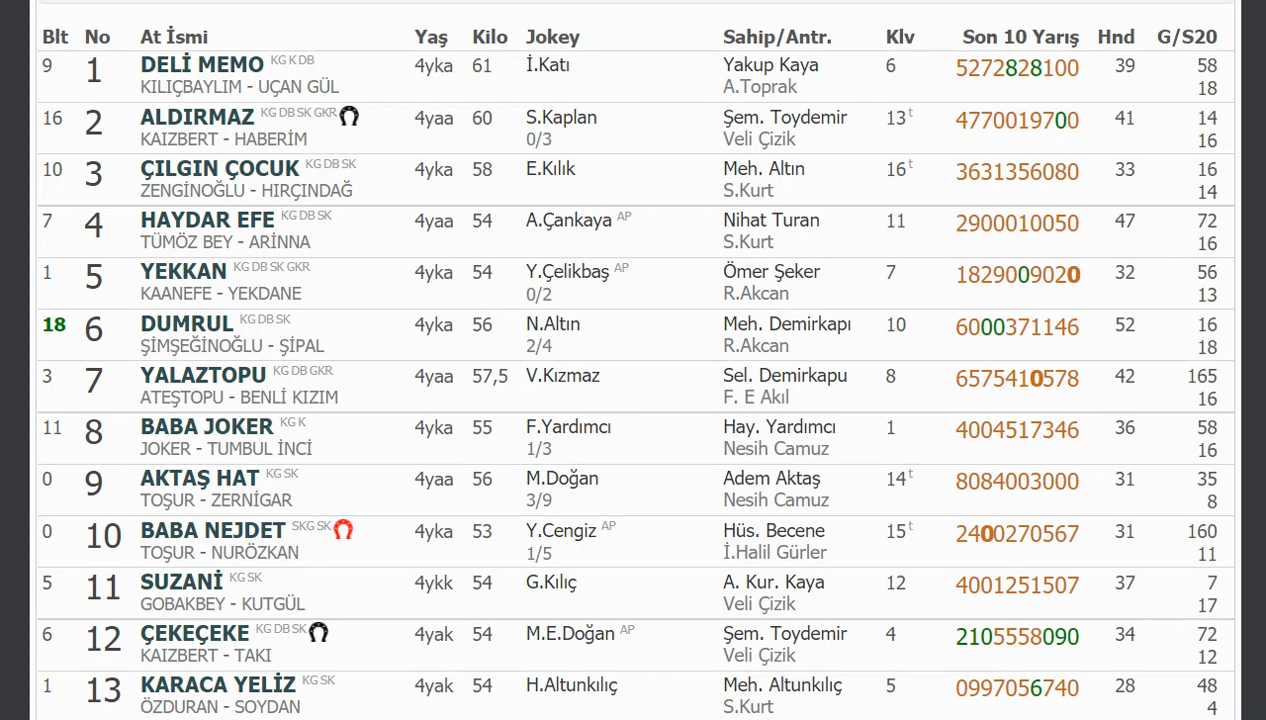 Blt No At İsmi Yaş Kilo Jokey Sahip/Antr. Klv Son 10 Yarış Hnd G/S20
9 1 DELİ MEMO KG K DB 4yka 61 İ.Katı Yakup Kaya 6 5272828100 39 58
KILIÇBAYLIM - UÇAN GÜL A.Toprak 18
16 2 ALDIRMAZ KG DB SK GKR 4yaa 60 S.Kaplan Şem. Toydemir 13 t 4770019700 41 14
KAIZBERT - HABERİM 0/3 Veli Çizik 16
10 3 ÇILGIN ÇOCUK KG DB SK 4yka 58 E.Kılık Meh. Altın 16 t 3631356080 33 16
ZENGİNOĞLU - HIRÇINDAĞ S.Kurt 14
7 4 HAYDAR EFE KG DB SK 4yaa 54 A.Çankaya AP Nihat Turan 11 2900010050 47 72
TÜMÖZ BEY - ARİNNA S.Kurt 16
1 5 YEKKAN KG DB SK GKR 4yka 54 Y.Çelikbaş AP Ömer Şeker 7 1829009020 32 56
KAANEFE - YEKDANE 0/2 R.Akcan 13
18 6 DUMRUL KG DB SK 4yka 56 N.Altın Meh. Demirkapı 10 6000371146 52 16
ŞİMŞEĞİNOĞLU - ŞİPAL 2/4 R.Akcan 18
3 7 YALAZTOPU KG DB GKR 4yaa 57,5 V.Kızmaz Sel. Demirkapu 8 6575410578 42 165
ATEŞTOPU - BENLİ KIZIM F. E Akıl 16
11 8 BABA JOKER KG K 4yka 55 F.Yardımcı Hay. Yardımcı 1 4004517346 36 58
JOKER - TUMBUL İNCİ 1/3 Nesih Camuz 16
0 9 AKTAŞ HAT KG SK 4yaa 56 M.Doğan Adem Aktaş 14 t 8084003000 31 35
TOŞUR - ZERNİGAR 3/9 Nesih Camuz 8
0 10 BABA NEJDET SKG SK 4yka 53 Y.Cengiz AP Hüs. Becene 15 t 2400270567 31 160
TOŞUR - NURÖZKAN 1/5 İ.Halil Gürler 11
5 11 SUZANİ KG SK 4ykk 54 G.Kılıç A. Kur. Kaya 12 4001251507 37 7
GOBAKBEY - KUTGÜL Veli Çizik 17
6 12 ÇEKEÇEKE KG DB SK 4yak 54 M.E.Doğan AP Şem. Toydemir 4 2105558090 34 72
KAIZBERT - TAKI Veli Çizik 12
1 13 KARACA YELİZ KG SK 4yak 54 H.Altunkılıç Meh. Altunkılıç 5 0997056740 28 48
ÖZDURAN - SOYDAN S.Kurt 4